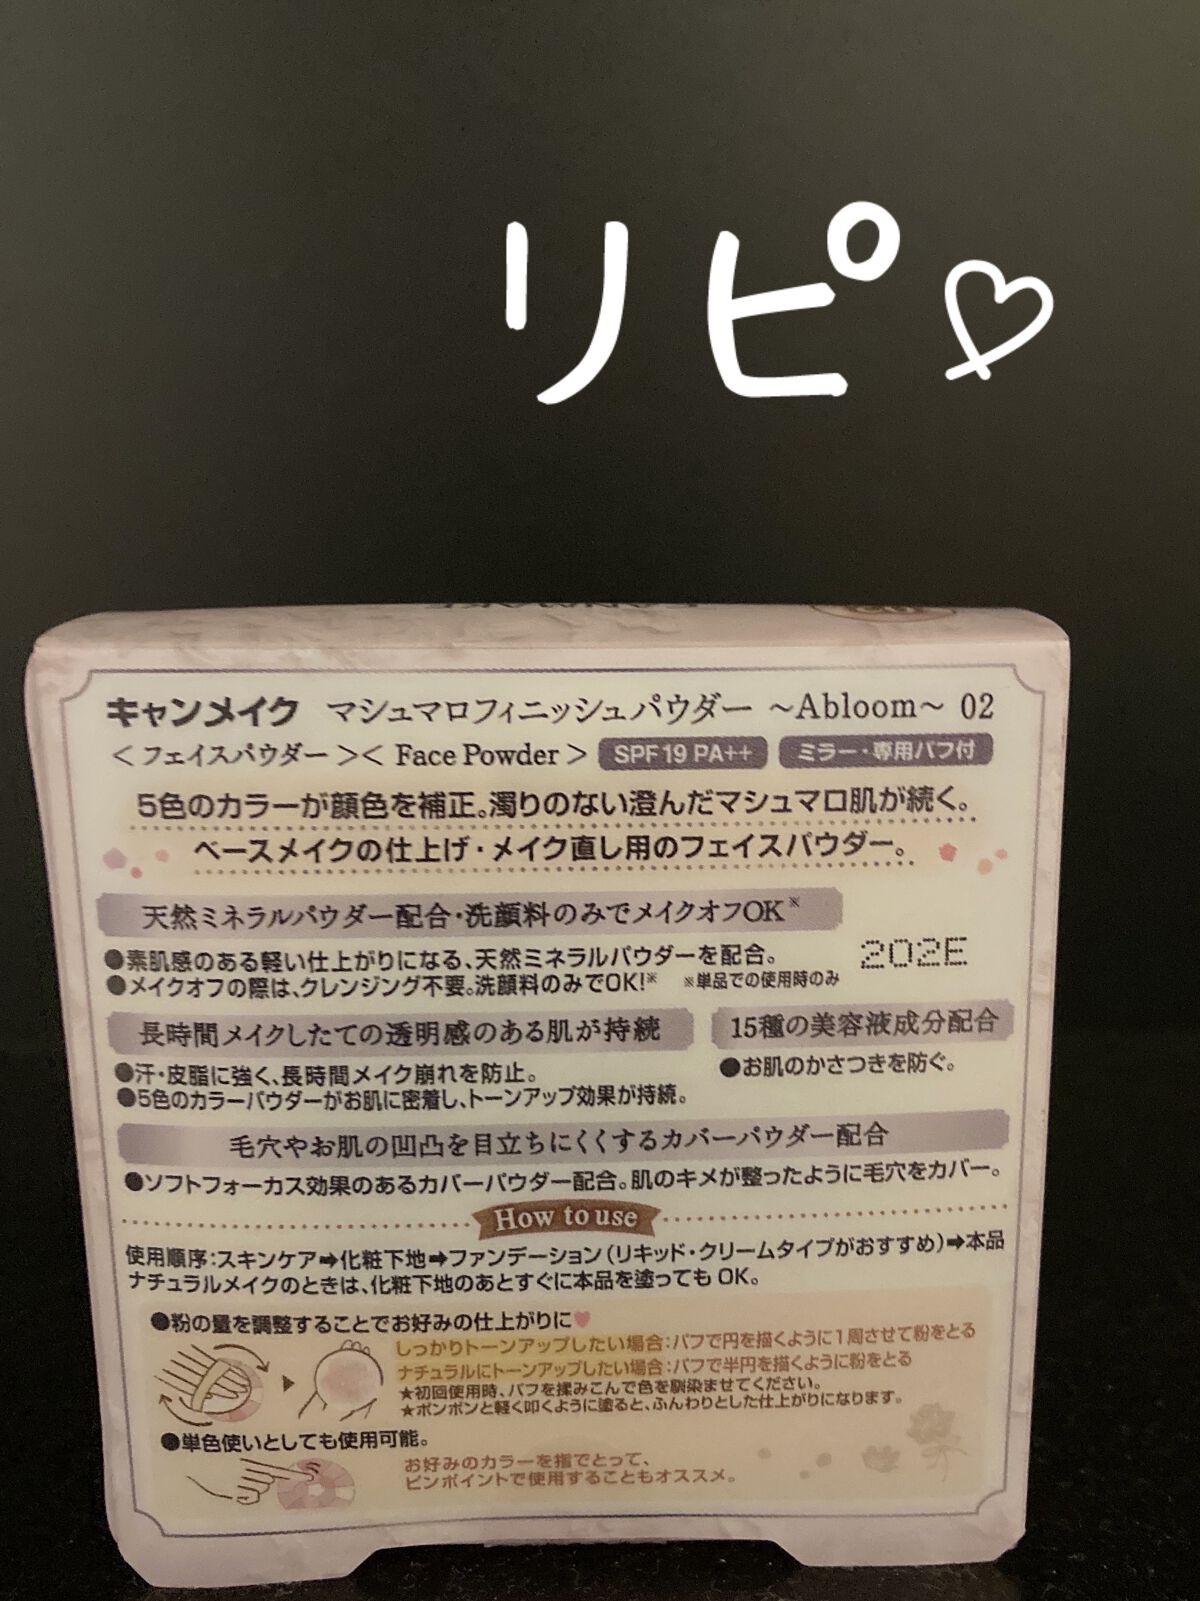 リピ♡
キャンメイク マシュマロフィニッシュパウダー ～Abloom～ 02
＜フェイスパウダー＞＜ Face Powder ＞ SPF19 PA++ ミラー・専用パフ付
5色のカラーが顔色を補正。濁りのない澄んだマシュマロ肌が続く。
ベースメイクの仕上げ・メイク直し用のフェイスパウダー。
天然ミネラルパウダー配合・洗顔料のみでメイクオフOK※
●素肌感のある軽い仕上がりになる、天然ミネラルパウダーを配合。
202E
●メイクオフの際は、クレンジング不要。洗顔料のみでOK!※ ※単品での使用時のみ
長時間メイクしたての透明感のある肌が持続
15種の美容液成分配合
●汗・皮脂に強く、長時間メイク崩れを防止。
●お肌のかさつきを防ぐ。
●5色のカラーパウダーがお肌に密着し、トーンアップ効果が持続。
毛穴やお肌の凹凸を目立ちにくくするカバーパウダー配合
●ソフトフォーカス効果のあるカバーパウダー配合。肌のキメが整ったように毛穴をカバー。
How to use
使用順序：スキンケア➡化粧下地➡ファンデーション（リキッド・クリームタイプがおすすめ）➡本品
ナチュラルメイクのときは、化粧下地のあとすぐに本品を塗ってもOK。
●粉の量を調整することでお好みの仕上がりに♥
しっかりトーンアップしたい場合：パフで円を描くように1周させて粉をとる
ナチュラルにトーンアップしたい場合：パフで半円を描くように粉をとる
★初回使用時、パフを揉みこんで色を馴染ませてください。
★ポンポンと軽く叩くように塗ると、ふんわりとした仕上がりになります。
●単色使いとしても使用可能。
お好みのカラーを指でとって、
ピンポイントで使用することもオススメ。